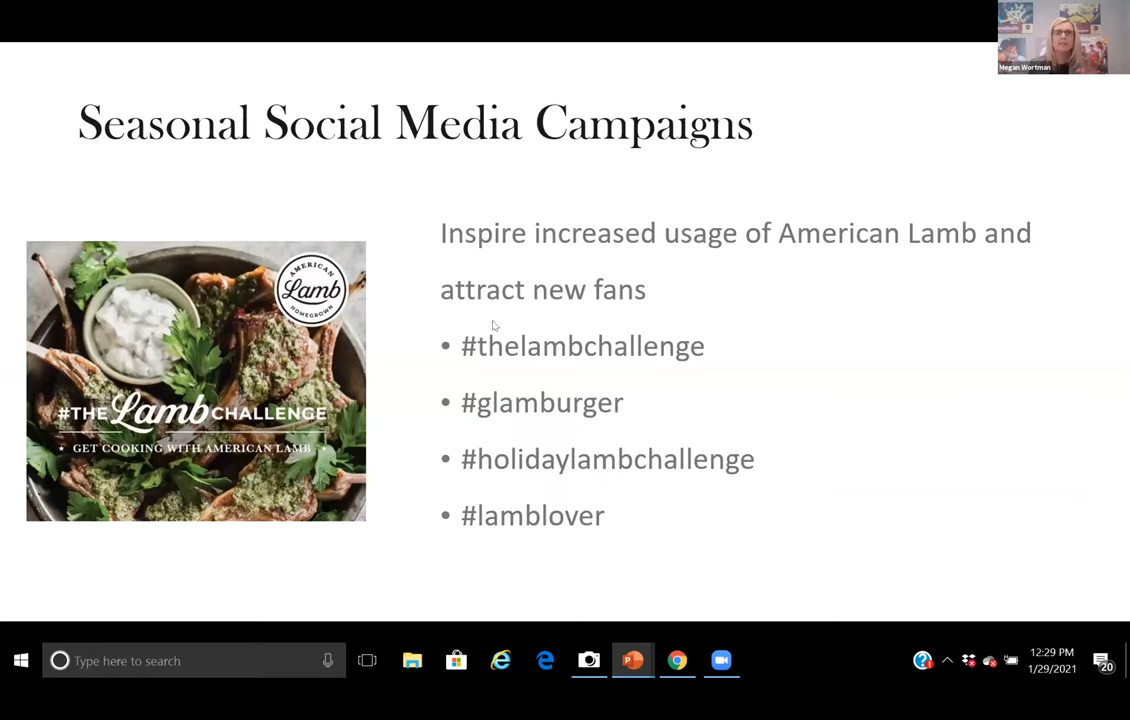 Megan Wortman
Seasonal Social Media Campaigns
Inspire increased usage of American Lamb and
attract new fans
• #thelambchallenge
• #glamburger
• #holidaylambchallenge
• #lamblover
AMERICAN
Lamb
HOMEGROWN
#THE Lamb CHALLENGE
GET COOKING WITH AMERICAN LAMB
Type here to search
12:29 PM
1/29/2021
20